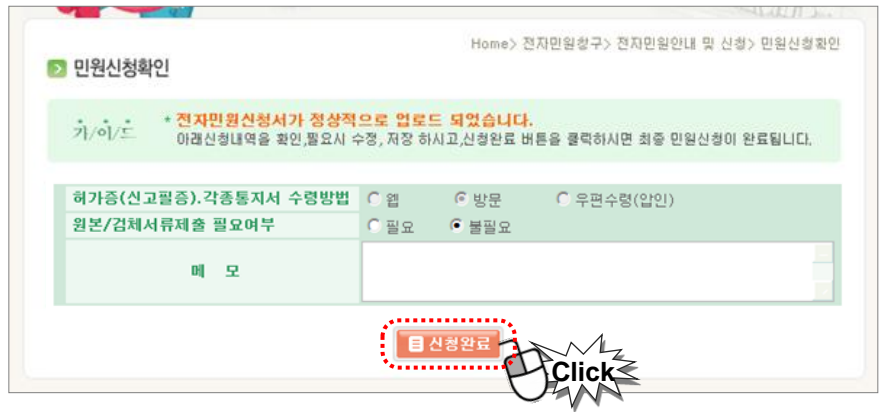 Home> 전자민원창구> 전자민원안내 및 신청> 민원신청확인
민원신청확인
가/이/드
* 전자민원신청서가 정상적으로 업로드 되었습니다.
아래신청내역을 확인,필요시 수정, 저장 하시고,신청완료 버튼을 클릭하시면 최종 민원신청이 완료됩니다.
허가증(신고필증).각종통지서 수령방법 웹 방문 우편수령(압인)
원본/검체서류제출 필요여부 필요 불필요
메 모
신청완료
Click